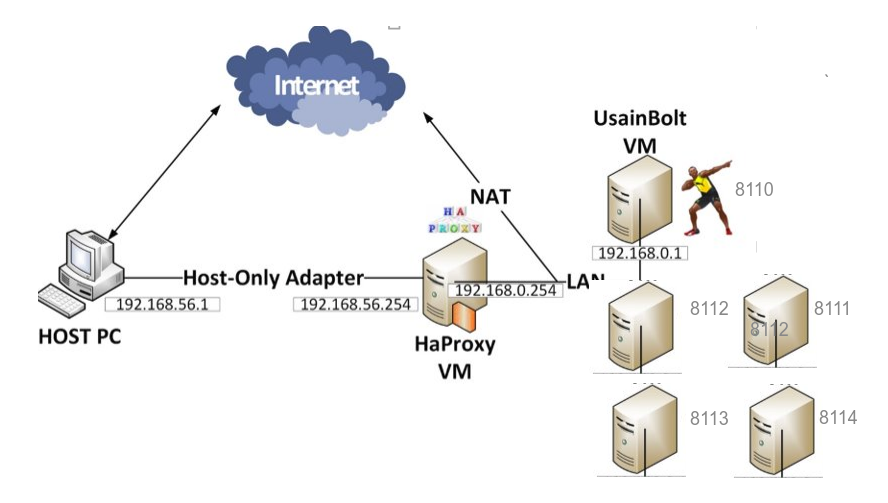 Internet
UsainBolt
VM
8110
NAT
HA
PROXY
192.168.0.1
Host-Only Adapter
LAN
192.168.0.254
192.168.56.1
192.168.56.254
HOST PC
HaProxy
VM
8112
8111
8112
8113
8114